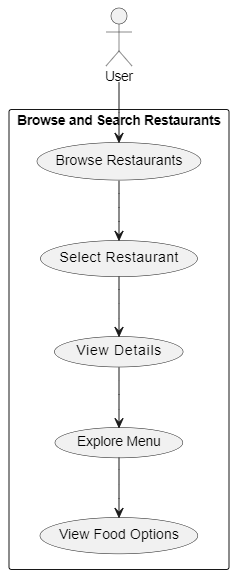 User
Browse and Search Restaurants
Browse Restaurants
Select Restaurant
View Details
Explore Menu
View Food Options